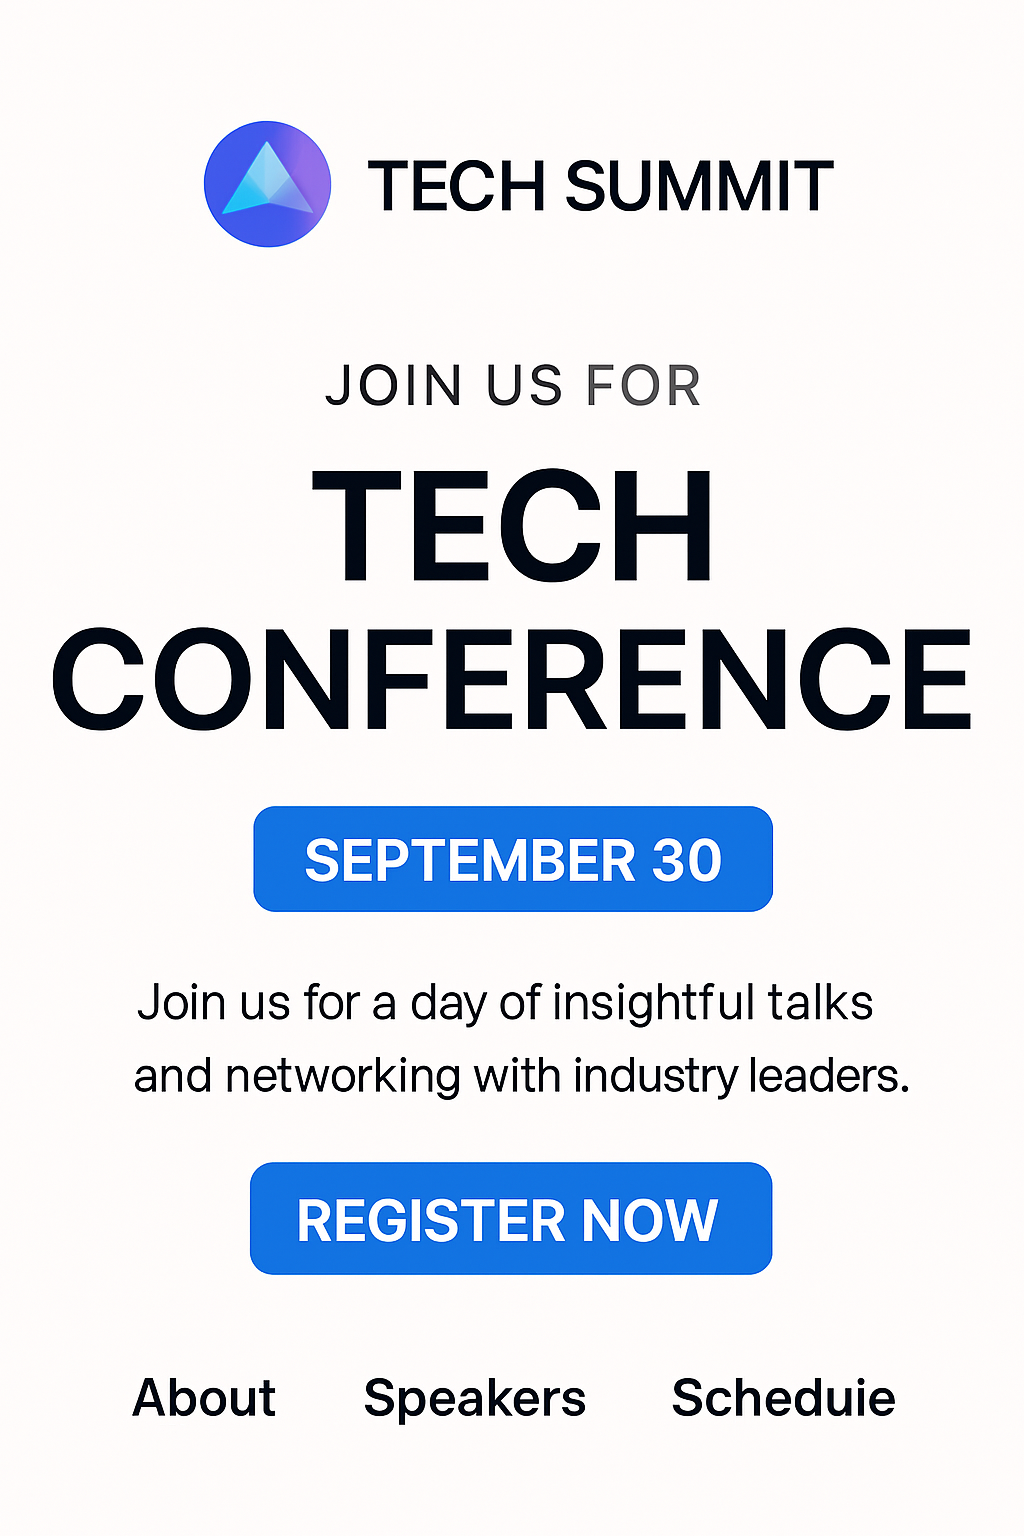 TECH SUMMIT
JOIN US FOR
TECH
CONFERENCE
SEPTEMBER 30
Join us for a day of insightful talks
and networking with industry leaders.
REGISTER NOW
About Speakers Scheduie